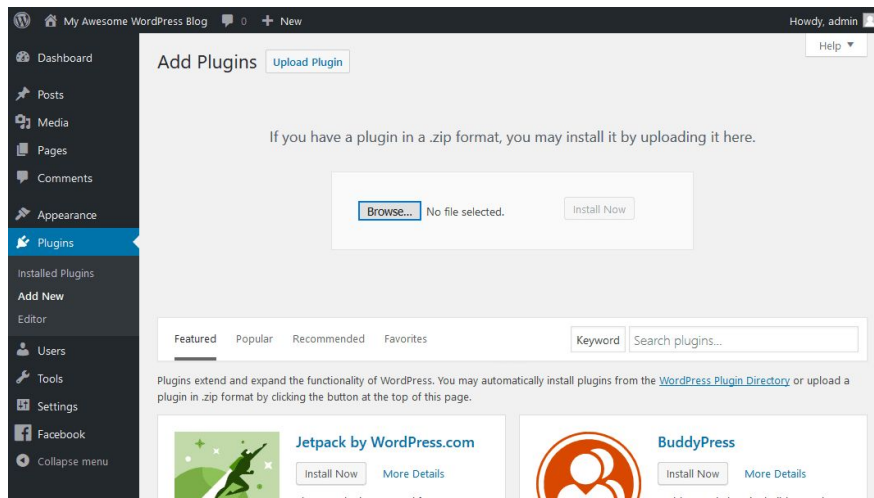 My Awesome WordPress Blog 0 + New Howdy, admin
Help ▼
Dashboard
Posts
Media
Pages
Comments
Appearance
Plugins
Installed Plugins
Add New
Editor
Users
Tools
Settings
Facebook
Collapse menu
Add Plugins Upload Plugin
If you have a plugin in a .zip format, you may install it by uploading it here.
Browse... No file selected. Install Now
Featured Popular Recommended Favorites Keyword Search plugins...
Plugins extend and expand the functionality of WordPress. You may automatically install plugins from the WordPress Plugin Directory or upload a
plugin in .zip format by clicking the button at the top of this page.
Jetpack by WordPress.com
Install Now More Details
BuddyPress
Install Now More Details